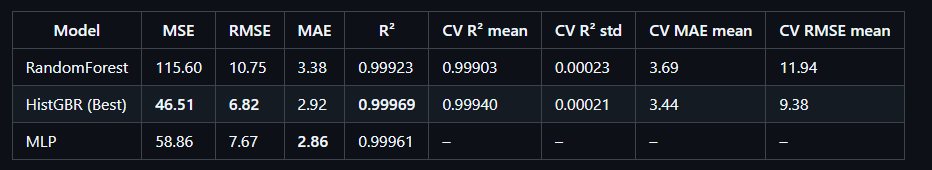 Model MSE RMSE MAE R² CV R² mean CV R² std CV MAE mean CV RMSE mean
RandomForest 115.60 10.75 3.38 0.99923 0.99903 0.00023 3.69 11.94
HistGBR (Best) 46.51 6.82 2.92 0.99969 0.99940 0.00021 3.44 9.38
MLP 58.86 7.67 2.86 0.99961 – – – –